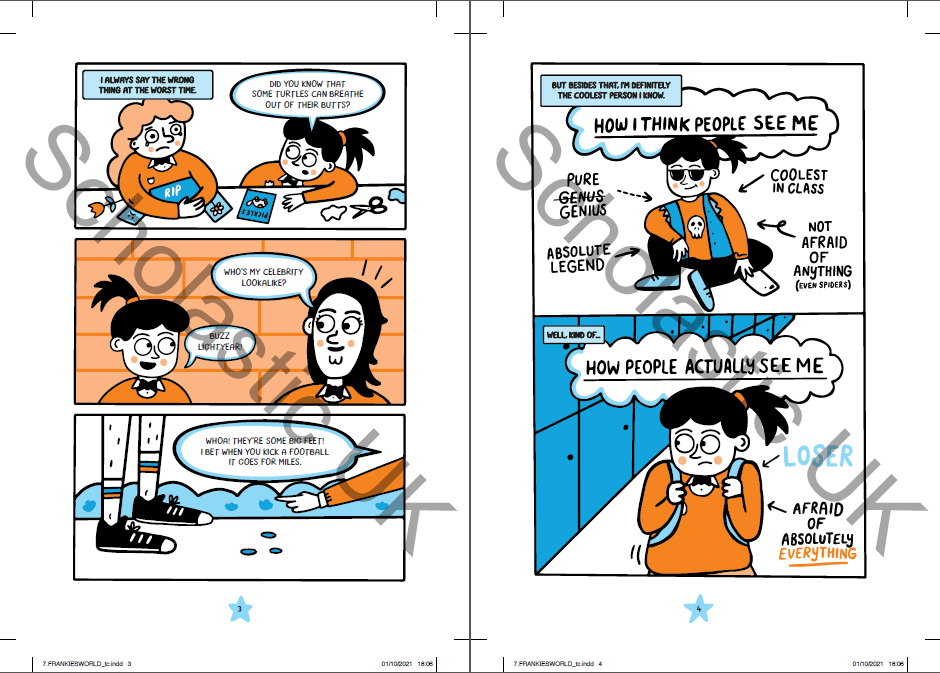 I ALWAYS SAY THE WRONG
THING AT THE WORST TIME.
DID YOU KNOW THAT
SOME TURTLES CAN BREATHE
OUT OF THEIR BUTTS?
RIP
PICKLES
WHO'S MY CELEBRITY
LOOKALIKE?
BUZZ
LIGHTYEAR!
WHOA! THEY'RE SOME BIG FEET!
I BET WHEN YOU KICK A FOOTBALL
IT GOES FOR MILES.
3
7.FRANKIESWORLD_tc.indd 3
01/10/2021 18:06
Scholastic UK
BUT BESIDES THAT, I'M DEFINITELY
THE COOLEST PERSON I KNOW.
HOW I THINK PEOPLE SEE ME
PURE
GENUS
GENIUS
COOLEST
IN CLASS
ABSOLUTE
LEGEND
NOT
AFRAID
OF
ANYTHING
(EVEN SPIDERS)
WELL, KIND OF...
HOW PEOPLE ACTUALLY SEE ME
LOSER
AFRAID
OF
ABSOLUTELY
EVERYTHING
4
7.FRANKIESWORLD_tc.indd 4
01/10/2021 18:06
Scholastic UK